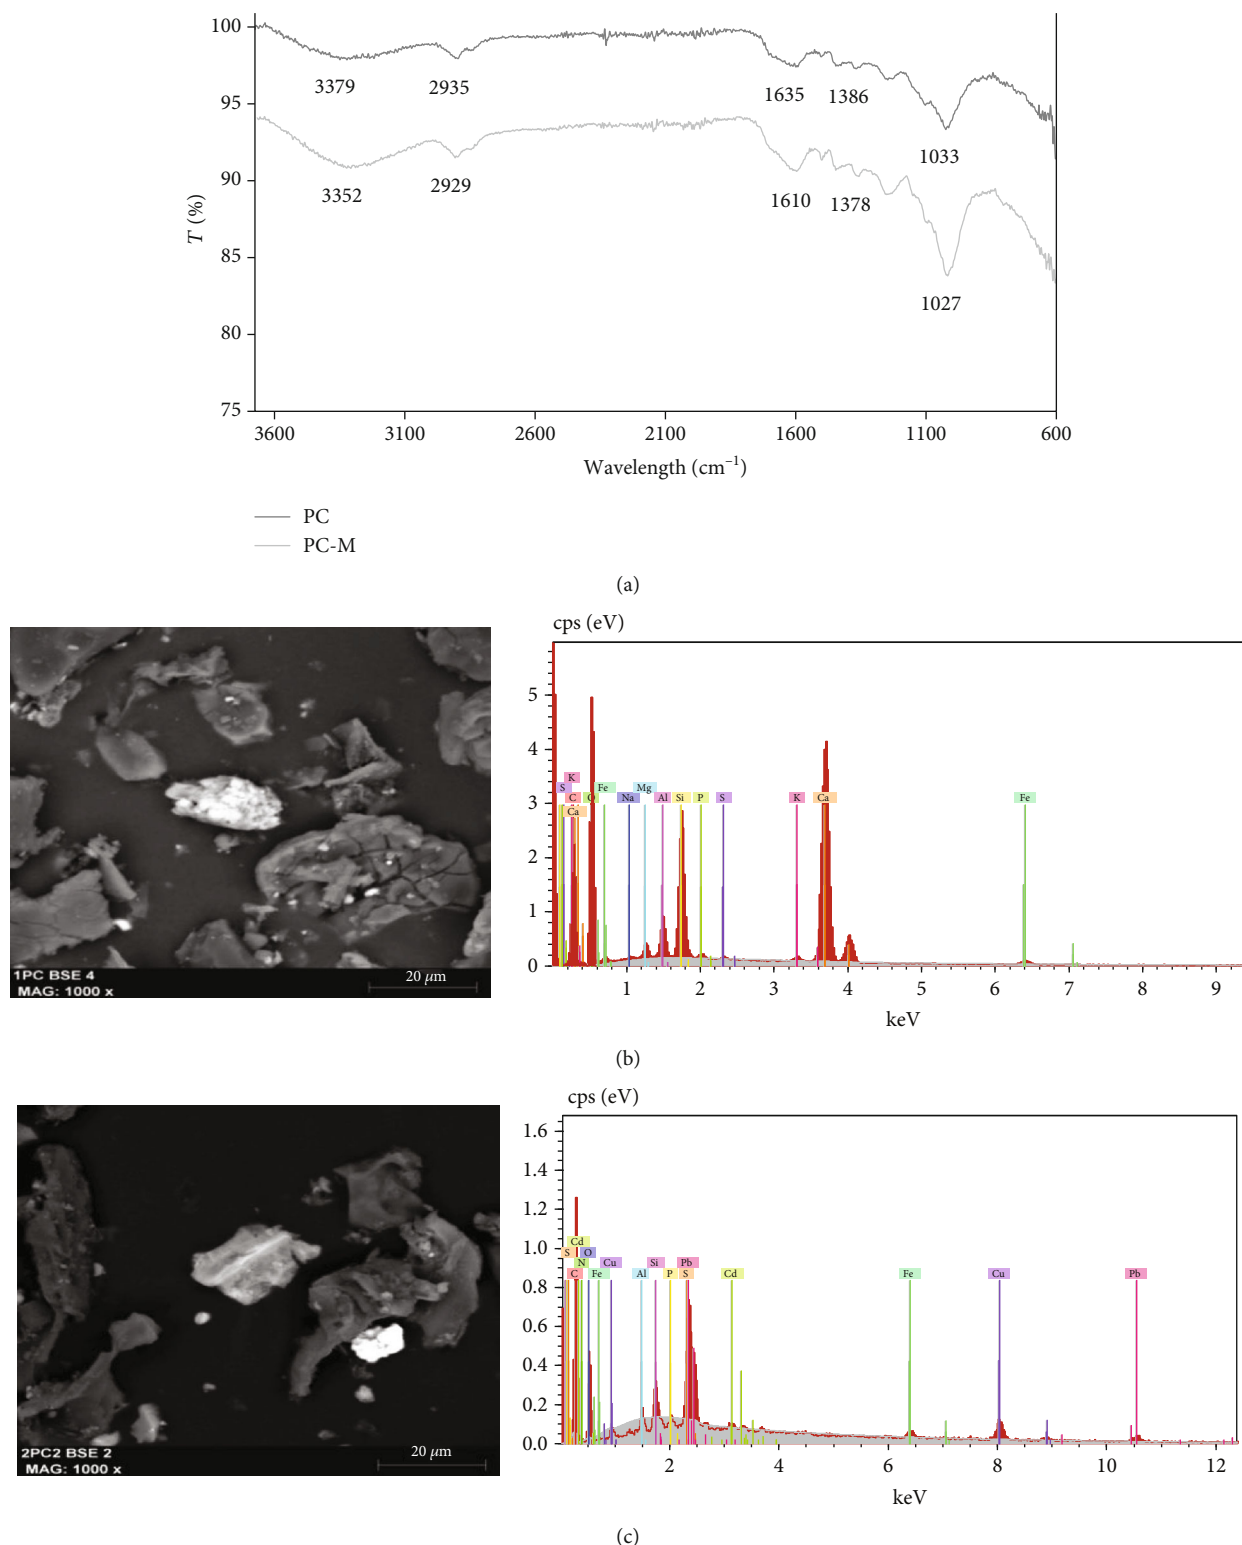 100
95
90
85
80
75
T (%)
3379
2935
1635
1386
1033
3352
2929
1610
1378
1027
3600
3100
2600
2100
1600
1100
600
Wavelength (cm−1)
PC
PC-M
(a)
1PC BSE 4
MAG: 1000 x
20 μm
cps (eV)
5
4
3
2
1
0
K
S
C
Ca
O
Fe
Na
Mg
Al
Si
P
S
K
Ca
Fe
1
2
3
4
5
6
7
8
9
keV
(b)
2PC2 BSE 2
MAG: 1000 x
20 μm
cps (eV)
1.6
1.4
1.2
1.0
0.8
0.6
0.4
0.2
0.0
Cd
S
O
N
C
Fe
Cu
Al
Si
P
Pb
S
Cd
Fe
Cu
Pb
2
4
6
8
10
12
keV
(c)